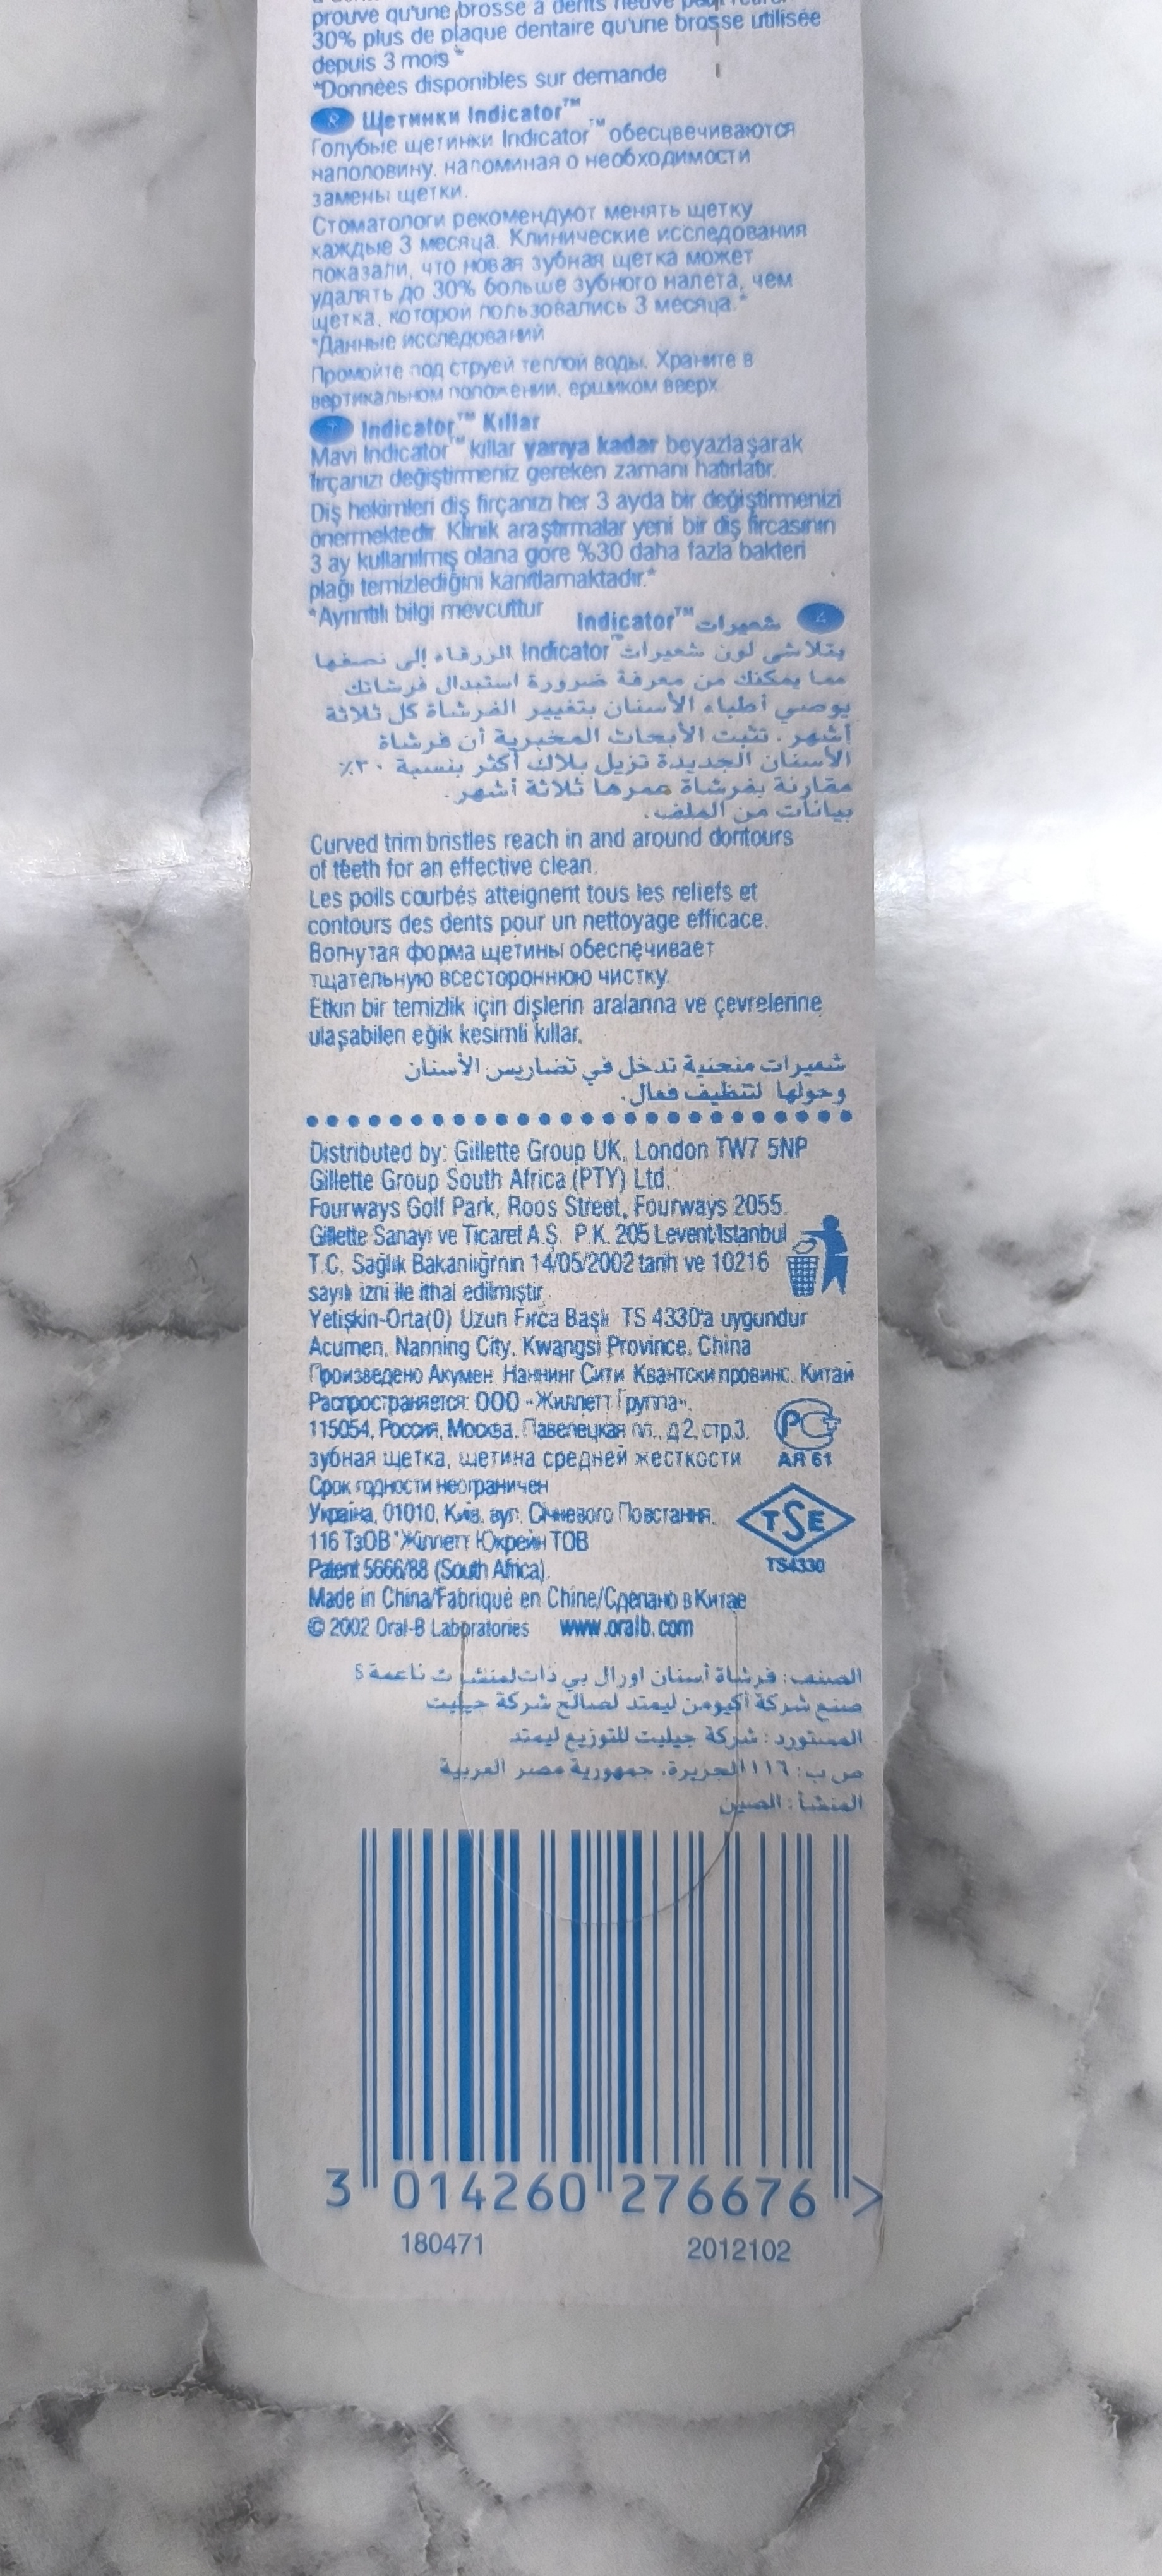 prouve qu'une brosse à dents neuve peut
30% plus de plaque dentaire qu'une brosse utilisée
depuis 3 mois*
*Données disponibles sur demande
R Щетинки Indicator™
Голубые щетинки Indicator™ обесцвечиваются
наполовину, напоминая о необходимости
замены щетки.
Стоматологи рекомендуют менять щетку
каждые 3 месяца. Клинические исследования
показали, что новая зубная щетка может
удалять до 30% больше зубного налета, чем
щетка, которой пользовались 3 месяца.*
*Данные исследований
Промойте под струей теплой воды. Храните в
вертикальном положении, ершиком вверх.
T Indicator™ Kıllar
Mavi Indicator™ kıllar yarıya kadar beyazlaşarak
fırçanızı değiştirmeniz gereken zamanı hatırlatır.
Diş hekimleri diş fırçanızı her 3 ayda bir değiştirmenizi
önermektedir. Klinik araştırmalar yeni bir diş fırcasının
3 ay kullanılmış olana göre %30 daha fazla bakteri
plağı temizlediğini kanıtlamaktadır.*
*Ayrıntılı bilgi mevcuttur
A شعيرات Indicator™
يتلاشى لون شعيرات Indicator™ الزرقاء إلى نصفها
مما يمكنك من معرفة ضرورة استبدال فرشاتك
يوصي أطباء الأسنان بتغيير الفرشاة كل ثلاثة
أشهر. تثبت الأبحاث المخبرية أن فرشاة
الأسنان الجديدة تزيل بلاك أكثر بنسبة ٣٠٪
مقارنة بفرشاة عمرها ثلاثة أشهر.
بيانات من الملف.
Curved trim bristles reach in and around contours
of teeth for an effective clean.
Les poils courbés atteignent tous les reliefs et
contours des dents pour un nettoyage efficace.
Вогнутая форма щетины обеспечивает
тщательную всестороннюю чистку.
Etkin bir temizlik için dişlerin aralarına ve çevrelerine
ulaşabilen eğik kesimli kıllar.
شعيرات منحنية تدخل في تضاريس الأسنان
وحولها لتنظيف فعال.
Distributed by: Gillette Group UK, London TW7 5NP
Gillette Group South Africa (PTY) Ltd.
Fourways Golf Park, Roos Street, Fourways 2055.
Gillette Sanayi ve Ticaret A.Ş. P.K. 205 Levent/Istanbul
T.C. Sağlık Bakanlığı'nın 14/05/2002 tarih ve 10216
sayılı izni ile ithal edilmiştir.
Yetişkin-Orta(0) Uzun Fırca Başlı TS 4330'a uygundur
Acumen, Nanning City, Kwangsi Province, China
Произведено Акумен, Наннинг Сити Квантски провинс, Китай
Распространяется: ООО «Жиллетт Группа».
115054, Россия, Москва, Павелецкая пл., д.2, стр.3.
зубная щетка, щетина средней жесткости
Срок годности неограничен
РСТ АЯ 61
Україна, 01010, Київ, вул. Січневого Повстання,
116 ТзОВ "Жіллетт Юкрейн ТОВ
TSE TS4330
Patent 5666/88 (South Africa).
Made in China/Fabriqué en Chine/Сделано в Китае
© 2002 Oral-B Laboratories www.oralb.com
الصنف: فرشاة أسنان اورال بي ذات لمنشات ناعمة S
صنع شركة أكيومن ليمتد لصالح شركة جيليت
المستورد: شركة جيليت للتوزيع ليمتد
ص ب: ١١٦ الجزيرة، جمهورية مصر العربية
المنشأ: الصين
3 014260 276676 >
180471 2012102